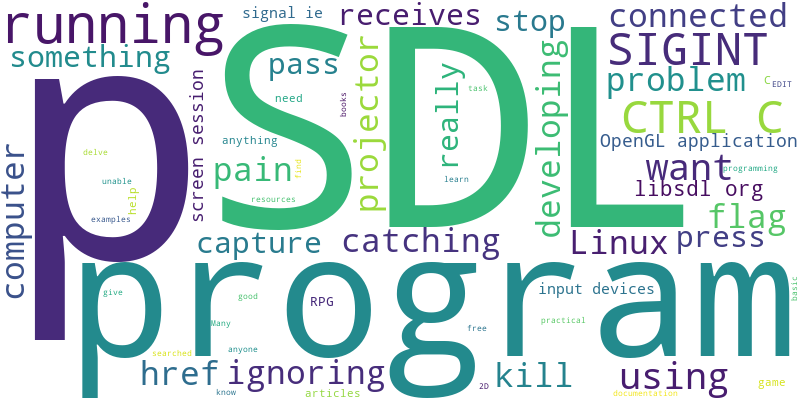 running
signal ie
receives
stop
connected
something
pass
SIGINT
p
SDL
computer
screen session
need
books
projector
really
task
developing
problem
C
EDIT
CTRL C
anything
delve
pain
find
OpenGL application
unable
help
examples
resources
learn
want
programming
libsdl org
flag
capture
catching
Linux
press
program
give
good
RPG
input devices
basic
Many
free
practical
searched
anyone
href
ignoring
know
articles
2D
kill
using
game
documentation